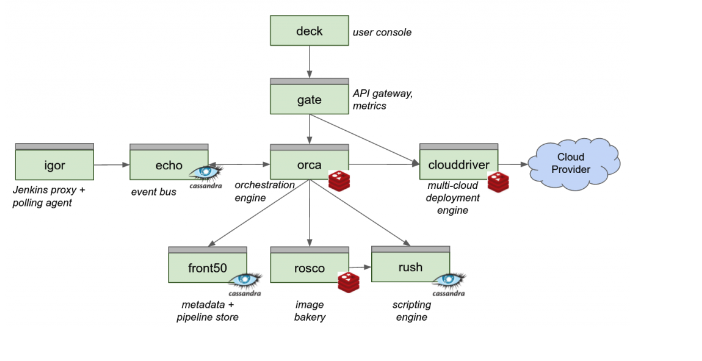 deck
user console
gate
API gateway,
metrics
igor
Jenkins proxy +
polling agent
echo
cassandra
event bus
orca
orchestration
engine
clouddriver
multi-cloud
deployment
engine
Cloud
Provider
front50
cassandra
metadata +
pipeline store
rosco
image
bakery
rush
cassandra
scripting
engine